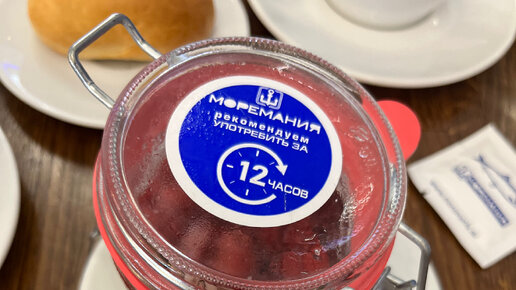 МОРЕМАНИЯ
рекомендуем
УПОТРЕБИТЬ ЗА
12 ЧАСОВ